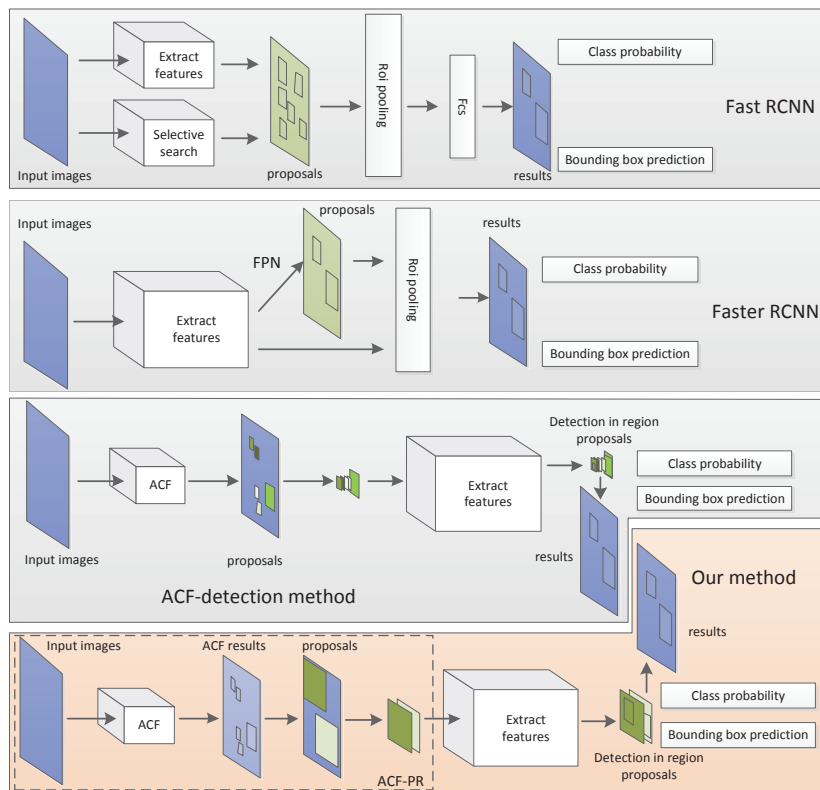 Extract
features
Selective
search
Input images
proposals
Roi pooling
Fcs
results
Class probability
Bounding box prediction
Fast RCNN
Input images
Extract
features
FPN
proposals
Roi pooling
results
Class probability
Bounding box prediction
Faster RCNN
Input images
ACF
proposals
Extract
features
Detection in region
proposals
results
Class probability
Bounding box prediction
ACF-detection method
Our method
Input images
ACF
ACF results
proposals
ACF-PR
Extract
features
results
Detection in region
proposals
Class probability
Bounding box prediction